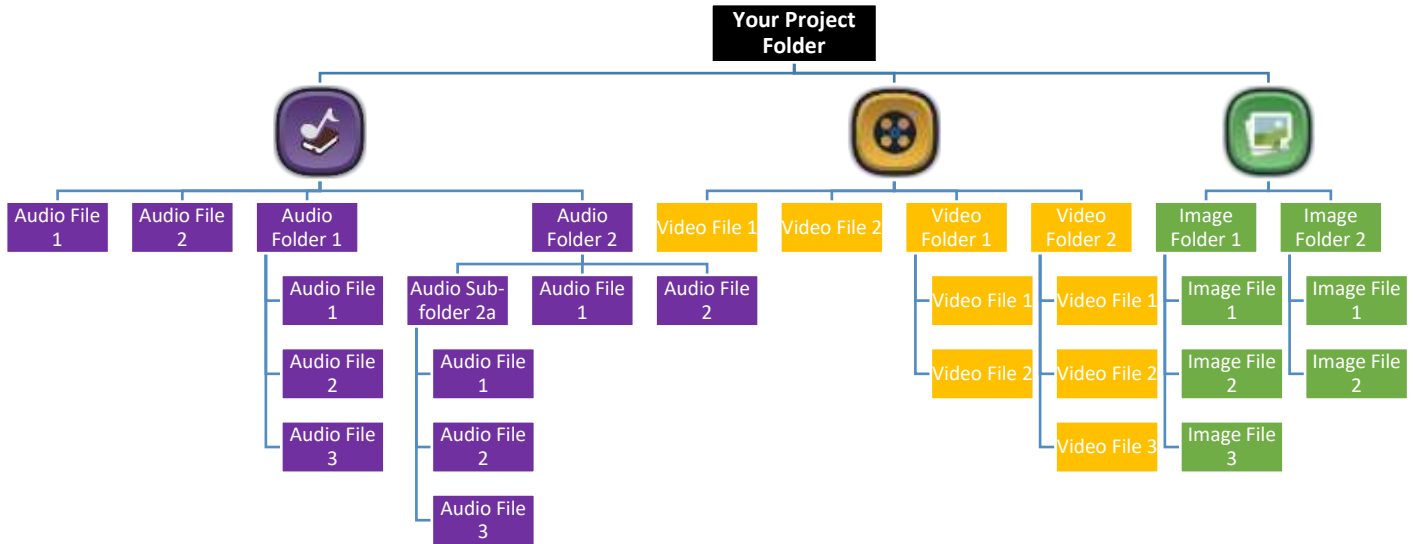 Your Project
Folder
Audio File
1
Audio File
2
Audio
Folder 1
Audio
Folder 2
Video File 1
Video File 2
Video
Folder 1
Video
Folder 2
Image
Folder 1
Image
Folder 2
Audio File
1
Audio Sub-
folder 2a
Audio File
1
Audio File
2
Video File 1
Video File 1
Image File
1
Image File
1
Audio File
2
Audio File
1
Video File 2
Video File 2
Image File
2
Image File
2
Audio File
3
Audio File
2
Video File 3
Image File
3
Audio File
3